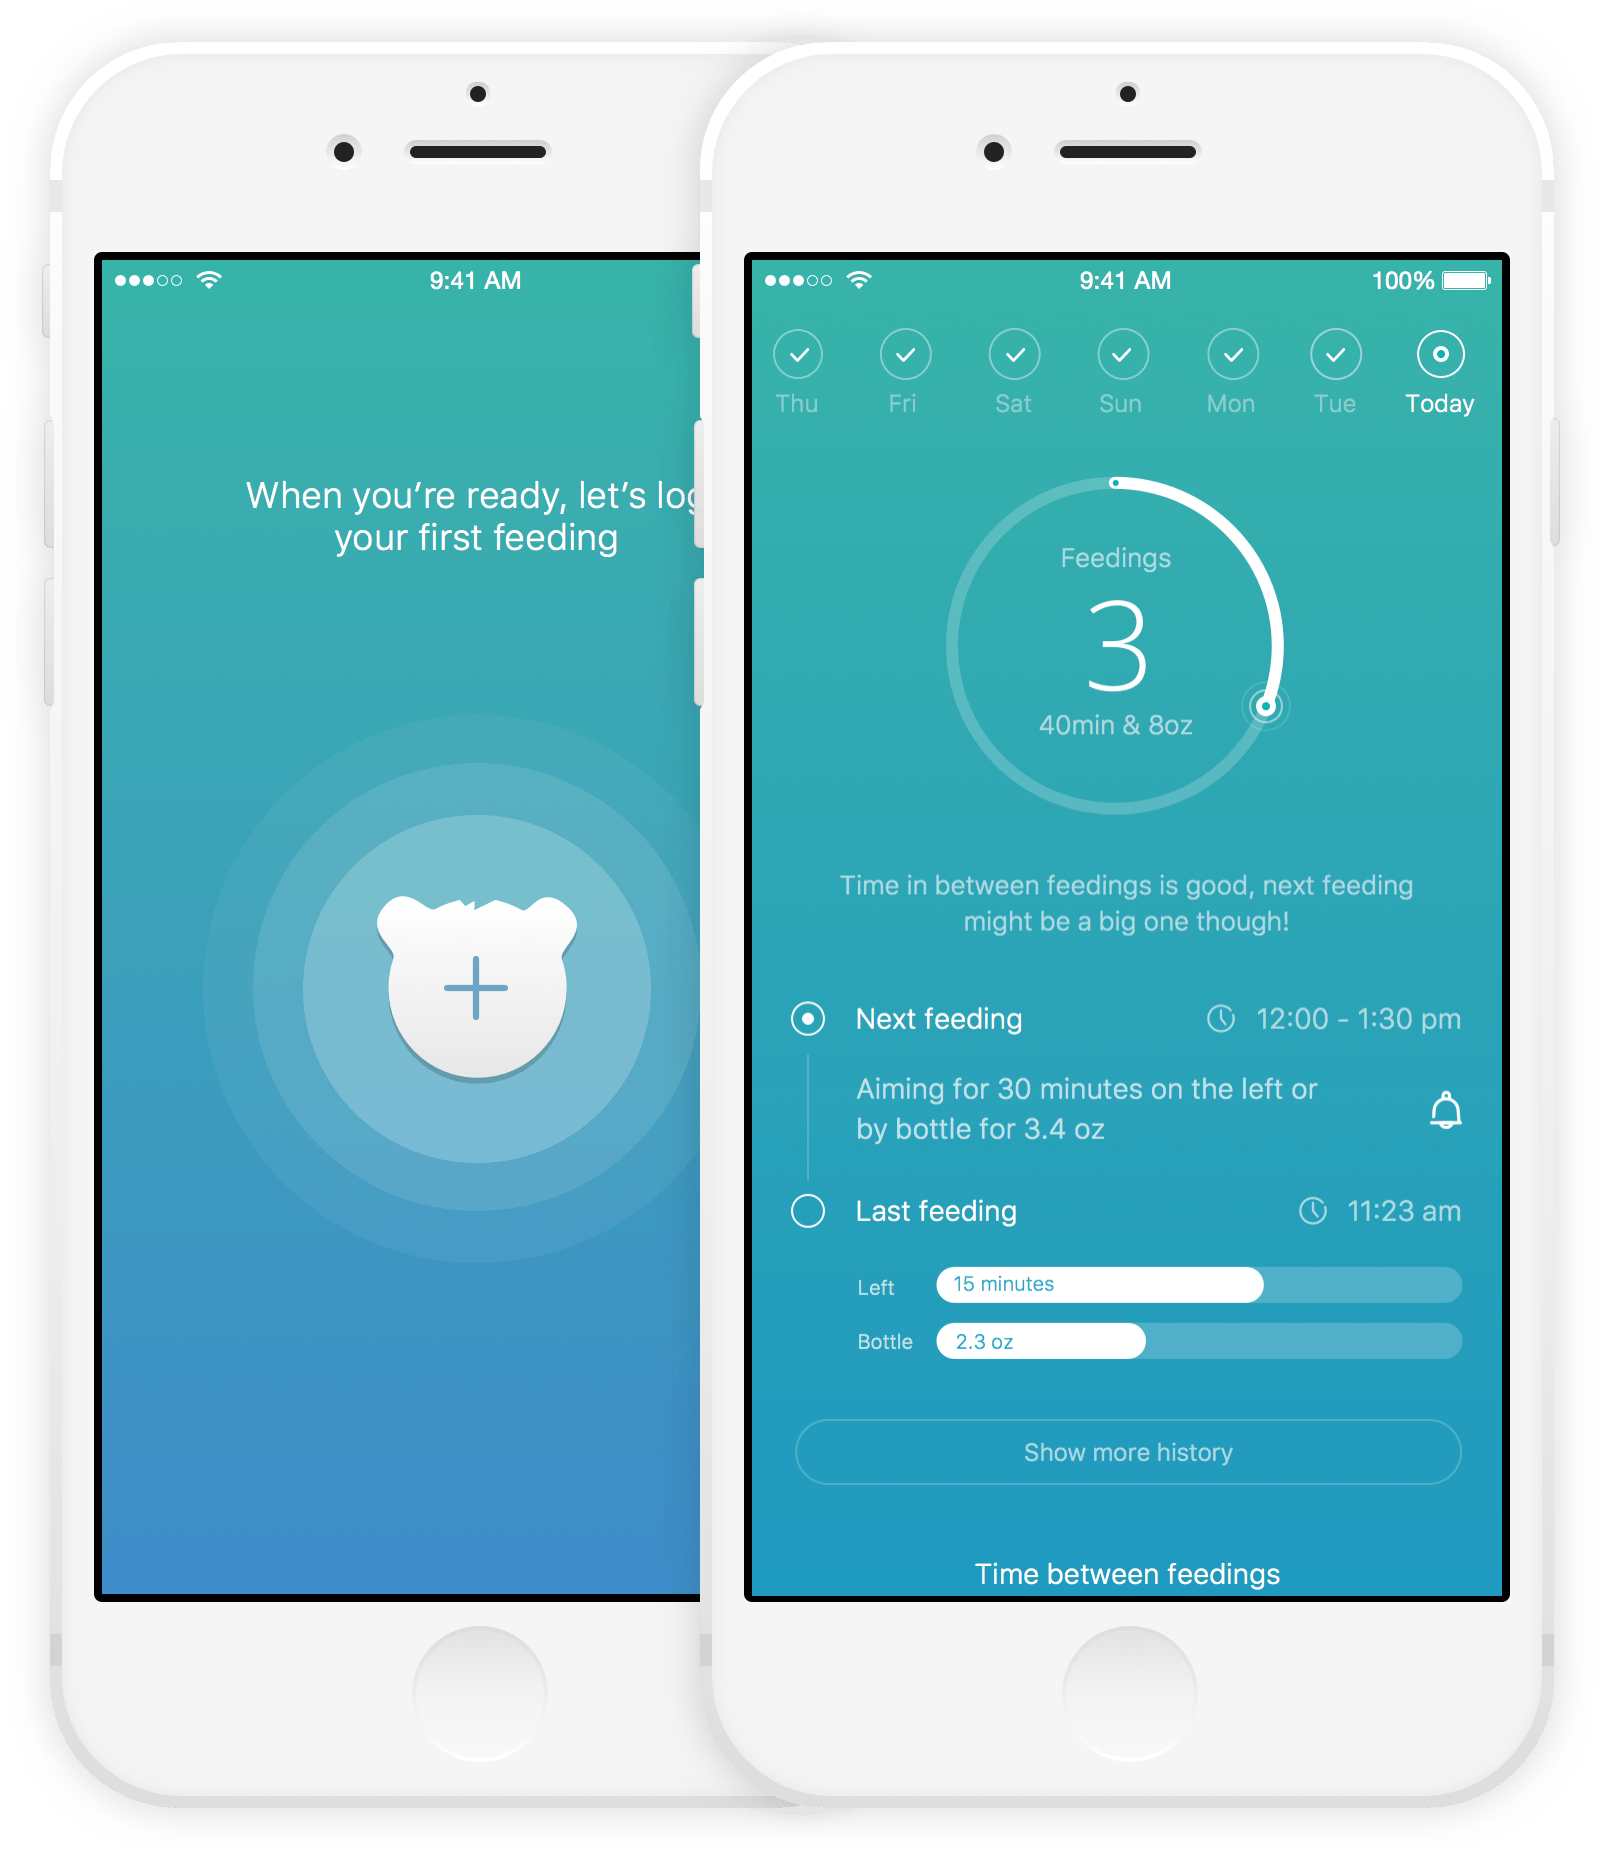 9:41 AM
When you're ready, let's log
your first feeding
9:41 AM
100%
Thu Fri Sat Sun Mon Tue Today
Feedings
3
40min & 8oz
Time in between feedings is good, next feeding
might be a big one though!
Next feeding 12:00 - 1:30 pm
Aiming for 30 minutes on the left or
by bottle for 3.4 oz
Last feeding 11:23 am
Left 15 minutes
Bottle 2.3 oz
Show more history
Time between feedings